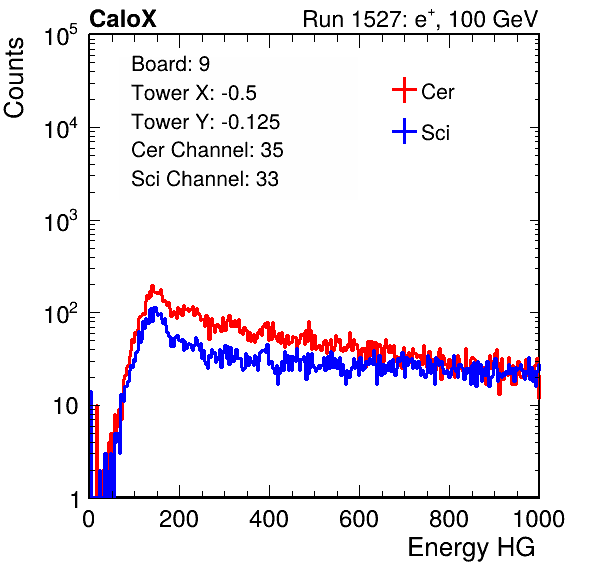 CaloX Run 1527: e⁺, 100 GeV
Counts
Board: 9
Tower X: -0.5
Tower Y: -0.125
Cer Channel: 35
Sci Channel: 33
Cer
Sci
10⁵
10⁴
10³
10²
10
1
0 200 400 600 800 1000
Energy HG